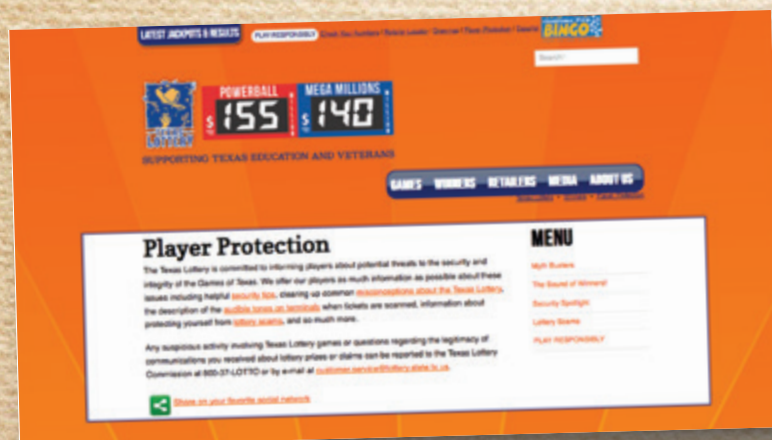 LATEST JACKPOTS & RESULTS
PLAY RESPONSIBLY
BINGO
Search
POWERBALL
$155
MEGA MILLIONS
$140
TEXAS LOTTERY
SUPPORTING TEXAS EDUCATION AND VETERANS
GAMES WINNERS RETAILERS MEDIA ABOUT US
Player Protection
The Texas Lottery is committed to informing players about potential threats to the security and
integrity of the Games of Texas. We offer our players as much information as possible about these
issues including helpful security tips, clearing up common misconceptions about the Texas Lottery,
the description of the audible tones on terminals when tickets are scanned, information about
protecting yourself from lottery scams, and so much more.
Any suspicious activity involving Texas Lottery games or questions regarding the legitimacy of
communications you received about lottery prizes or claims can be reported to the Texas Lottery
Commission at 800-37-LOTTO or by e-mail at customer.service@lottery.state.tx.us.
Share on your favorite social network
MENU
Myth Busters
The Sound of Winners!
Security Spotlight
Lottery Scams
PLAY RESPONSIBLY